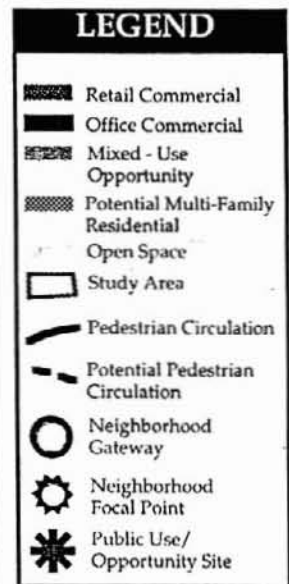 LEGEND
Retail Commercial
Office Commercial
Mixed - Use
Opportunity
Potential Multi-Family
Residential
Open Space
Study Area
Pedestrian Circulation
Potential Pedestrian
Circulation
Neighborhood
Gateway
Neighborhood
Focal Point
Public Use/
Opportunity Site